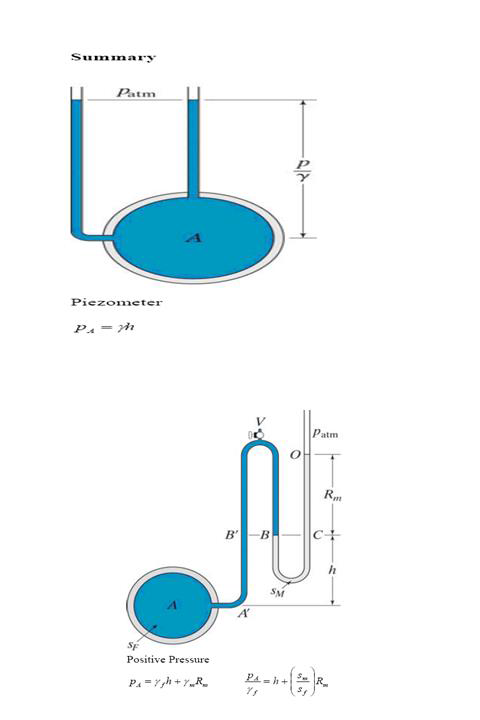 Summary
patm
p/γ
A
Piezometer
pA = γh
V
patm
O
Rm
B′ B C
h
sM
A
A′
sF
Positive Pressure
pA = γf h + γm Rm    pA/γf = h + (sm/sf) Rm